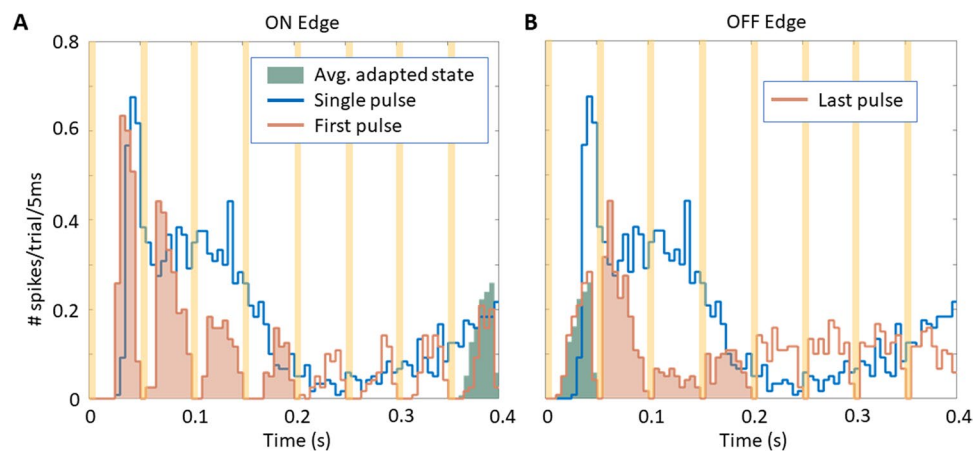 A
ON Edge
B
OFF Edge
Avg. adapted state
Single pulse
First pulse
Last pulse
# spikes/trial/5ms
0.8
0.6
0.4
0.2
0
0
0.1
0.2
0.3
0.4
Time (s)
0
0.1
0.2
0.3
0.4
Time (s)